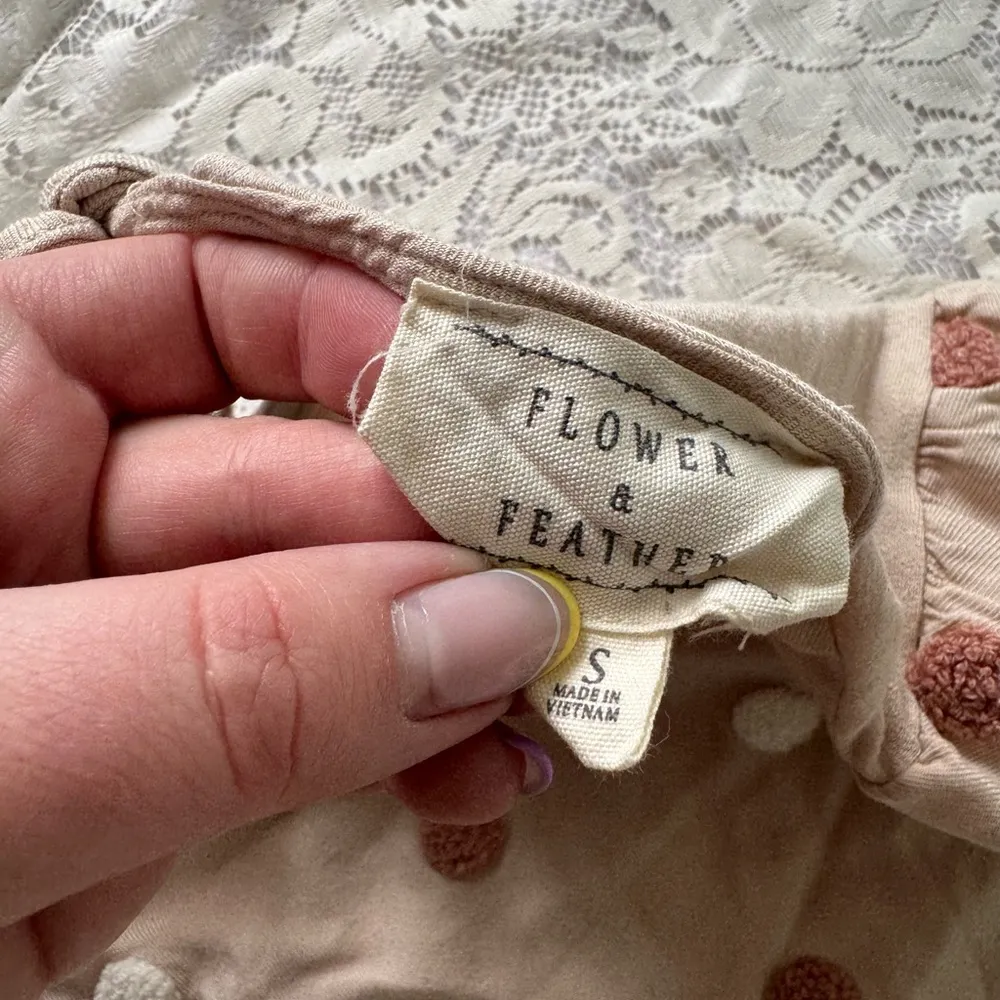 FLOWER
&
FEATHER
S
MADE IN
VIETNAM